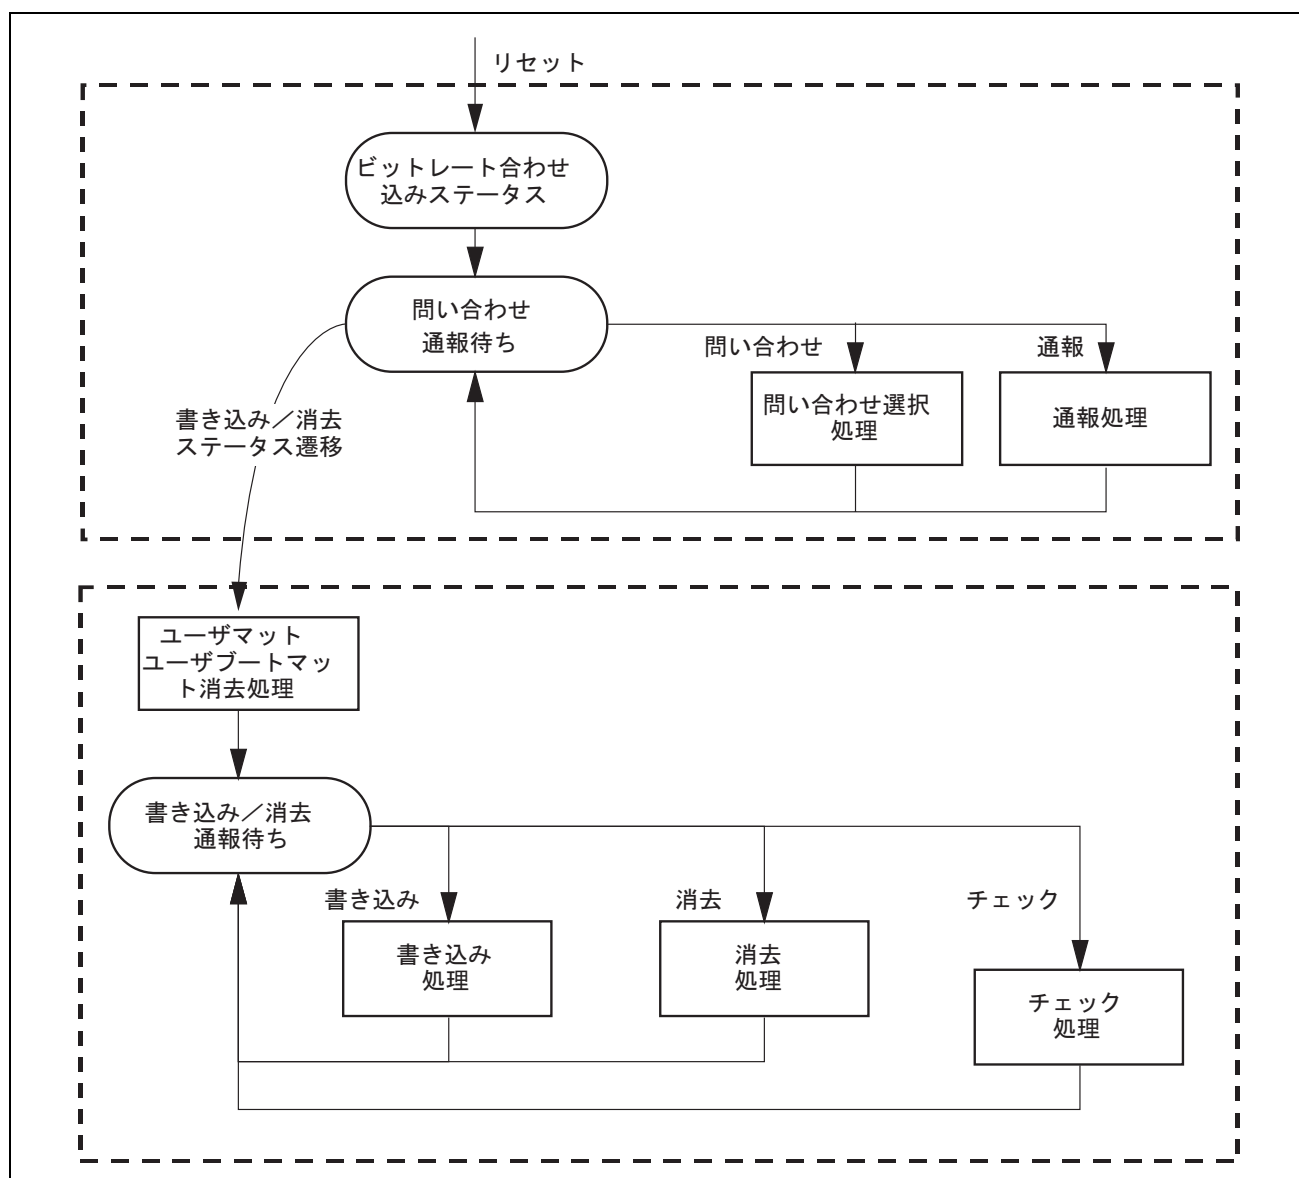 リセット
ビットレート合わせ
込みステータス
問い合わせ
通報待ち
問い合わせ
通報
問い合わせ選択
処理
通報処理
書き込み／消去
ステータス遷移
ユーザマット
ユーザブートマッ
ト消去処理
書き込み／消去
通報待ち
書き込み
消去
チェック
書き込み
処理
消去
処理
チェック
処理